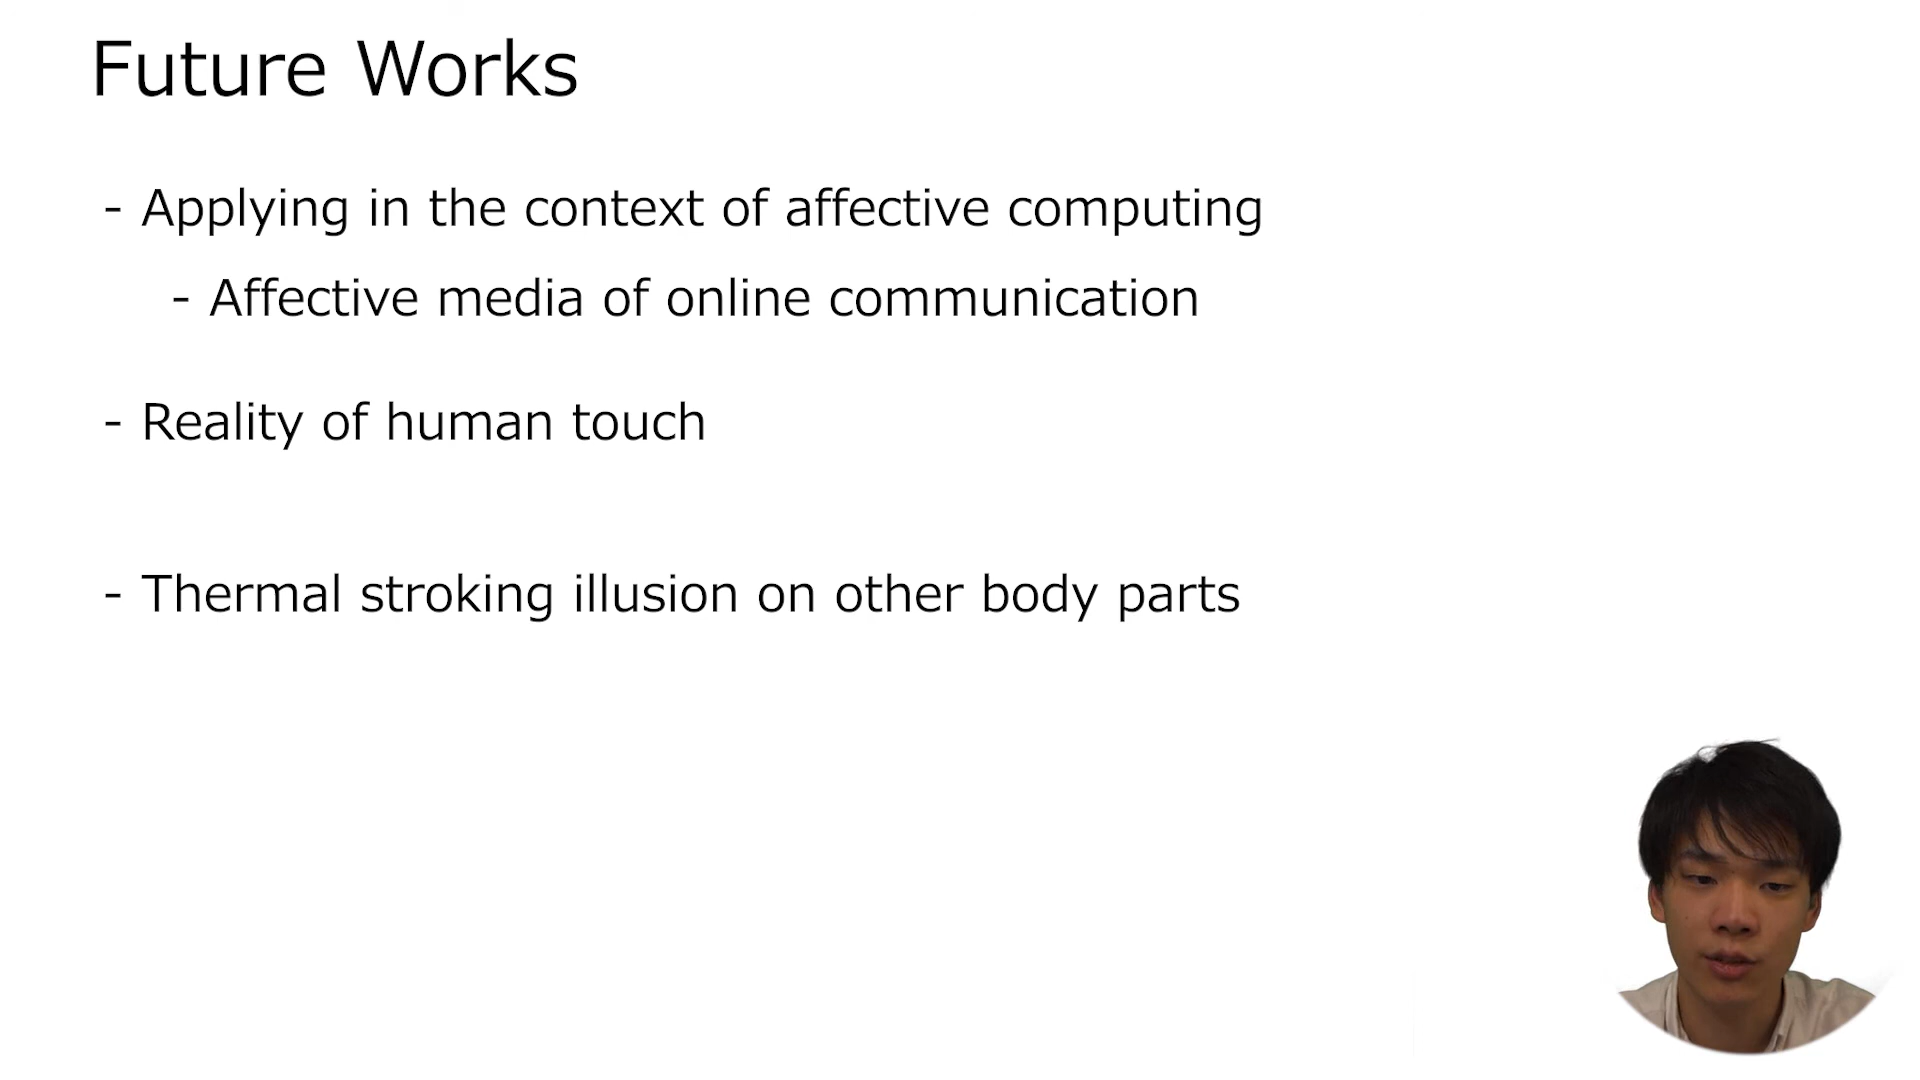 Future Works
- Applying in the context of affective computing
- Affective media of online communication
- Reality of human touch
- Thermal stroking illusion on other body parts